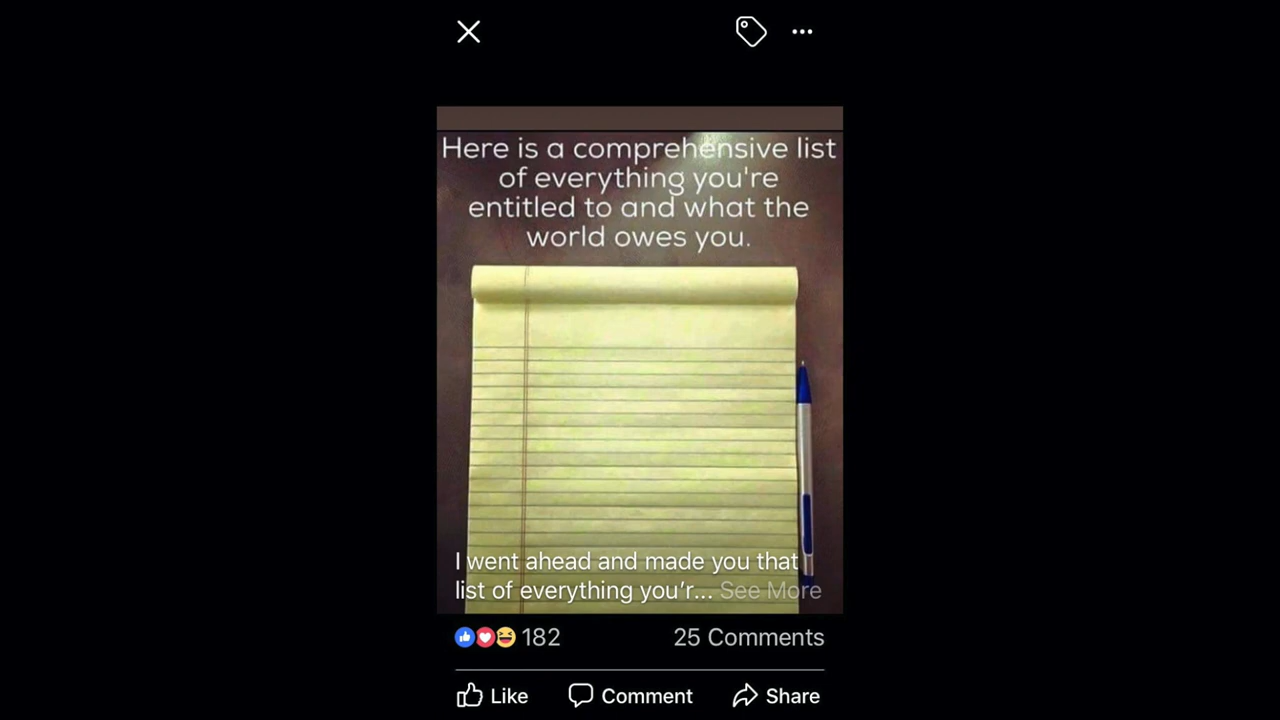 Here is a comprehensive list
of everything you're
entitled to and what the
world owes you.
I went ahead and made you that
list of everything you'r... See More
182
25 Comments
Like
Comment
Share